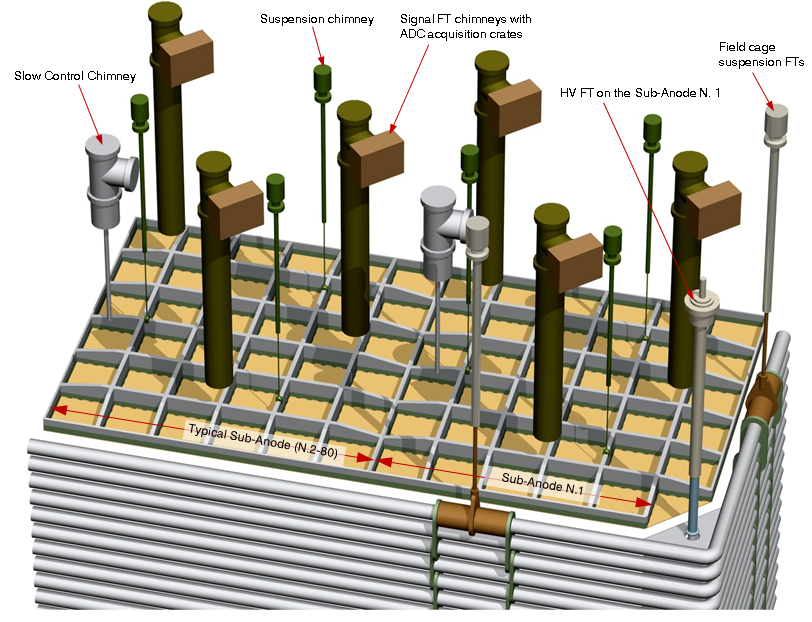 Suspension chimney
Signal FT chimneys with
ADC acquisition crates
Field cage
suspension FTs
Slow Control Chimney
HV FT on the Sub-Anode N. 1
Typical Sub-Anode (N.2-80)
Sub-Anode N.1